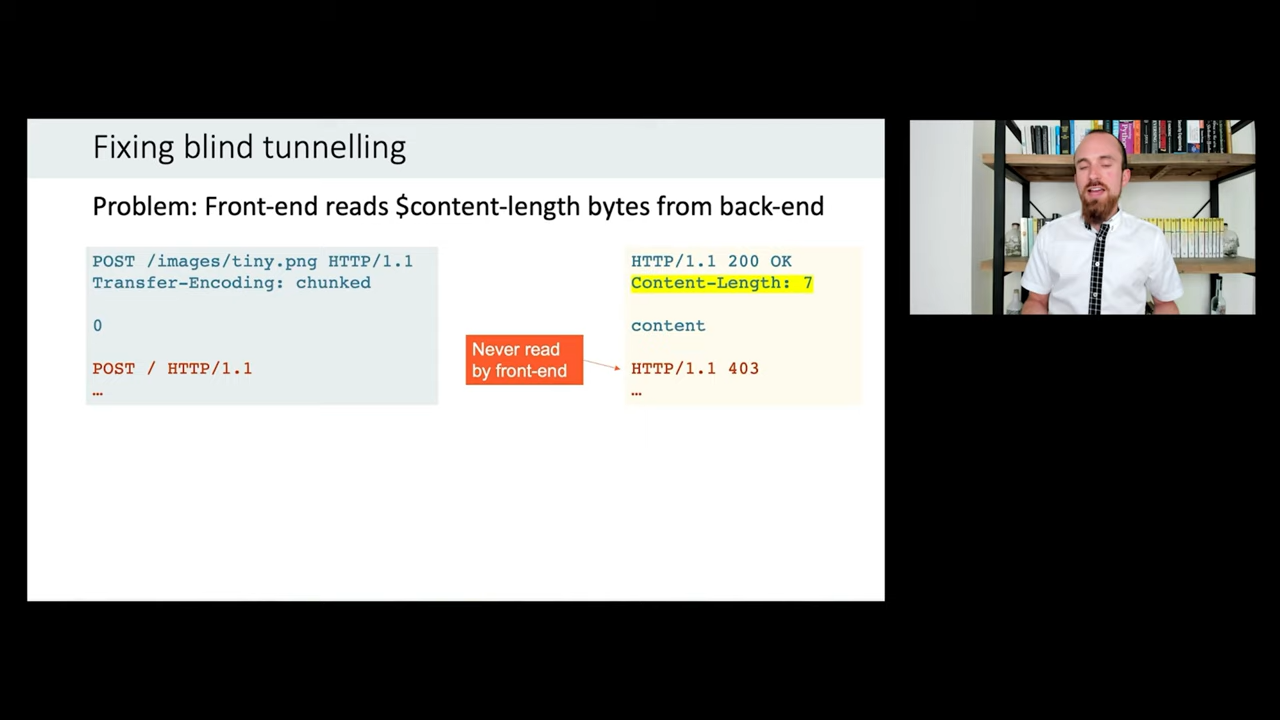 Fixing blind tunnelling
Problem: Front-end reads $content-length bytes from back-end
POST /images/tiny.png HTTP/1.1
Transfer-Encoding: chunked
0
POST / HTTP/1.1
…
Never read
by front-end
HTTP/1.1 200 OK
Content-Length: 7
content
HTTP/1.1 403
…